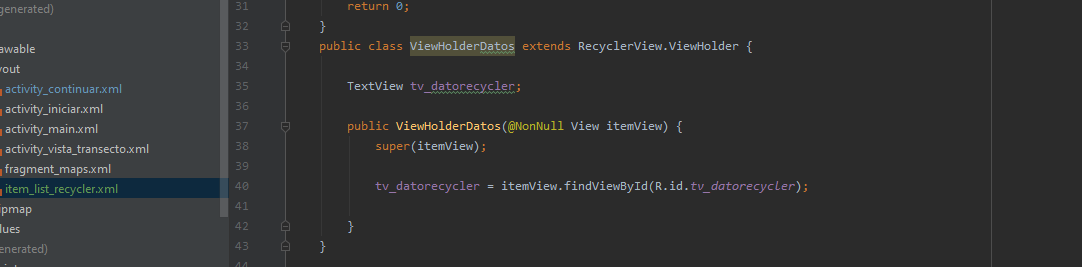 generated)
awable
yout
activity_continuar.xml
activity_iniciar.xml
activity_main.xml
activity_vista_transecto.xml
fragment_maps.xml
item_list_recycler.xml
ipmap
lues
enerated)
31 return 0;
32 }
33 public class ViewHolderDatos extends RecyclerView.ViewHolder {
34
35 TextView tv_datorecycler;
36
37 public ViewHolderDatos(@NonNull View itemView) {
38 super(itemView);
39
40 tv_datorecycler = itemView.findViewById(R.id.tv_datorecycler);
41
42 }
43 }
44